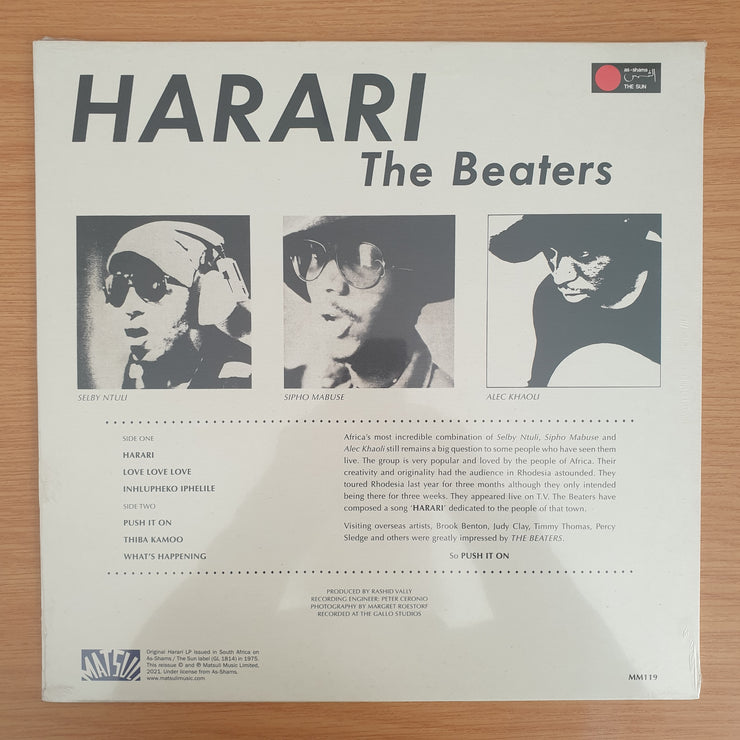 HARARI
The Beaters
as-shams
الشمس
THE SUN
SELBY NTULI
SIPHO MABUSE
ALEC KHAOLI
SIDE ONE
HARARI
LOVE LOVE LOVE
INHLUPHEKO IPHELILE
SIDE TWO
PUSH IT ON
THIBA KAMOO
WHAT'S HAPPENING
Africa's most incredible combination of Selby Ntuli, Sipho Mabuse and
Alec Khaoli still remains a big question to some people who have seen them
live. The group is very popular and loved by the people of Africa. Their
creativity and originality had the audience in Rhodesia astounded. They
toured Rhodesia last year for three months although they only intended
being there for three weeks. They appeared live on T.V. The Beaters have
composed a song 'HARARI' dedicated to the people of that town.
Visiting overseas artists, Brook Benton, Judy Clay, Timmy Thomas, Percy
Sledge and others were greatly impressed by THE BEATERS.
So PUSH IT ON
PRODUCED BY RASHID VALLY
RECORDING ENGINEER: PETER CERONIO
PHOTOGRAPHY BY MARGRET ROESTORF
RECORDED AT THE GALLO STUDIOS
MATSULI
Original Harari LP issued in South Africa on
As-Shams / The Sun label (GL 1814) in 1975.
This reissue © and ℗ Matsuli Music Limited,
2021. Under license from As-Shams.
www.matsulimusic.com
MM119